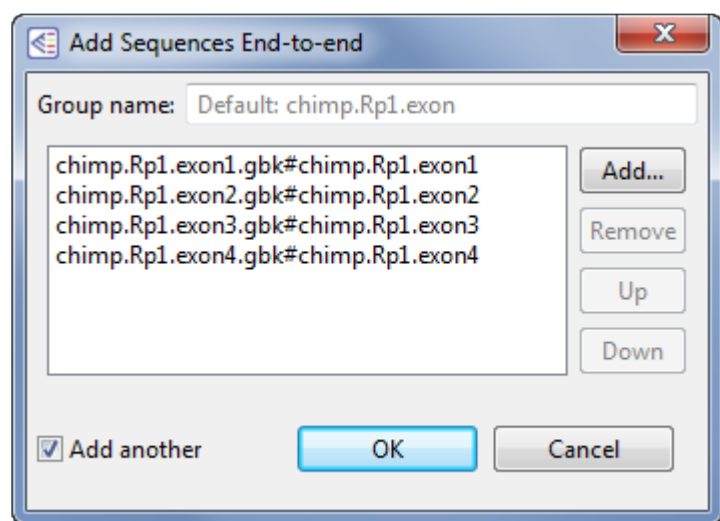 Add Sequences End-to-end
Group name: Default: chimp.Rp1.exon
chimp.Rp1.exon1.gbk#chimp.Rp1.exon1
chimp.Rp1.exon2.gbk#chimp.Rp1.exon2
chimp.Rp1.exon3.gbk#chimp.Rp1.exon3
chimp.Rp1.exon4.gbk#chimp.Rp1.exon4
Add...
Remove
Up
Down
Add another
OK
Cancel